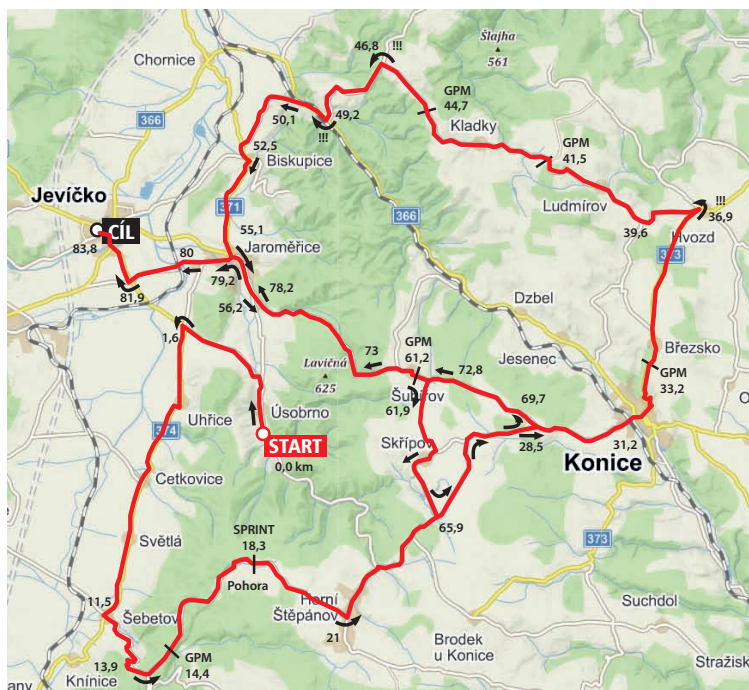 Šlajha
561
46,8
!!!
Chornice
366
GPM
44,7
50,1
49,2
!!!
Kladky
52,5
Biskupice
GPM
41,5
Jevíčko
371
366
Ludmírov
!!!
36,9
CÍL
55,1
39,6
Hvozd
83,8
80
Jaroměřice
373
79,2
78,2
81,9
56,2
Dzbel
1,6
Lavičná
625
73
GPM
61,2
72,8
Jesenec
Březsko
GPM
33,2
Uhřice
Úsobrno
Šubířov
61,9
69,7
374
START
0,0 km
Skřípov
28,5
31,2
Konice
Cetkovice
Světlá
SPRINT
18,3
65,9
373
Pohora
11,5
Šebetov
Horní
Štěpánov
21
Suchdol
13,9
GPM
14,4
Brodek
u Konice
Knínice
any
Stražisk